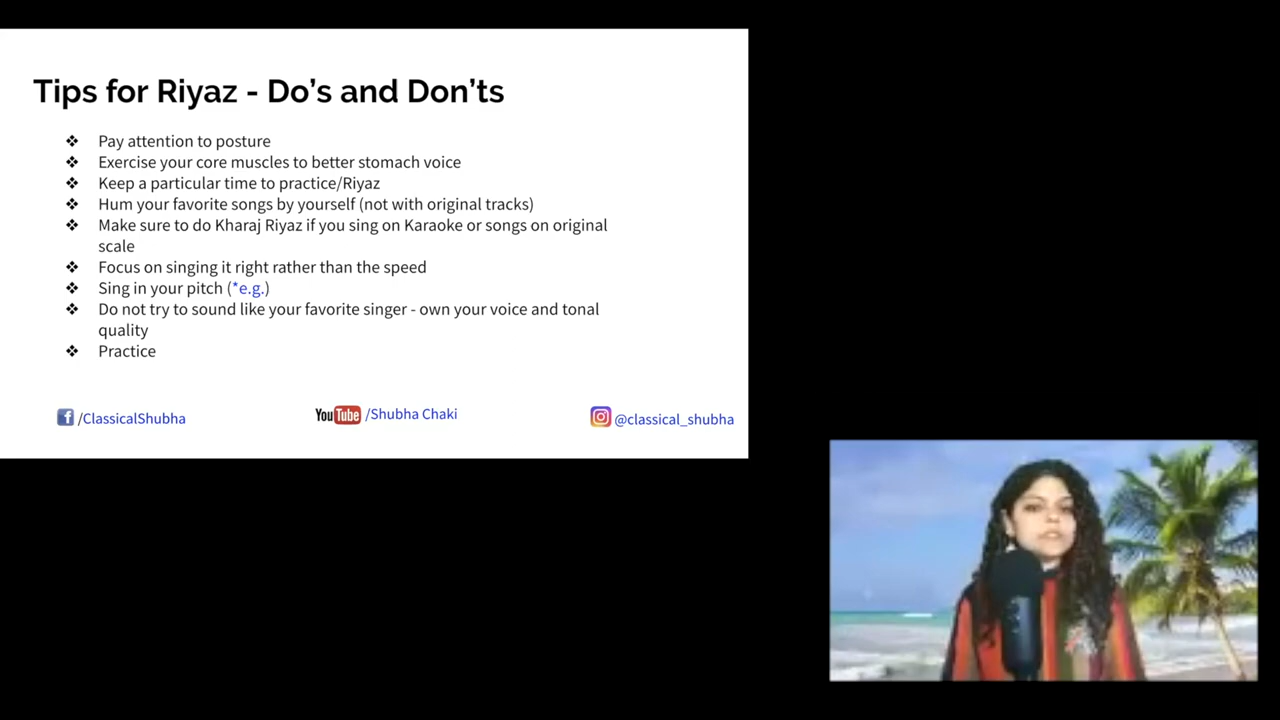 Tips for Riyaz - Do's and Don'ts
❖ Pay attention to posture
❖ Exercise your core muscles to better stomach voice
❖ Keep a particular time to practice/Riyaz
❖ Hum your favorite songs by yourself (not with original tracks)
❖ Make sure to do Kharaj Riyaz if you sing on Karaoke or songs on original
scale
❖ Focus on singing it right rather than the speed
❖ Sing in your pitch (*e.g.)
❖ Do not try to sound like your favorite singer - own your voice and tonal
quality
❖ Practice
f /ClassicalShubha
YouTube /Shubha Chaki
@classical_shubha